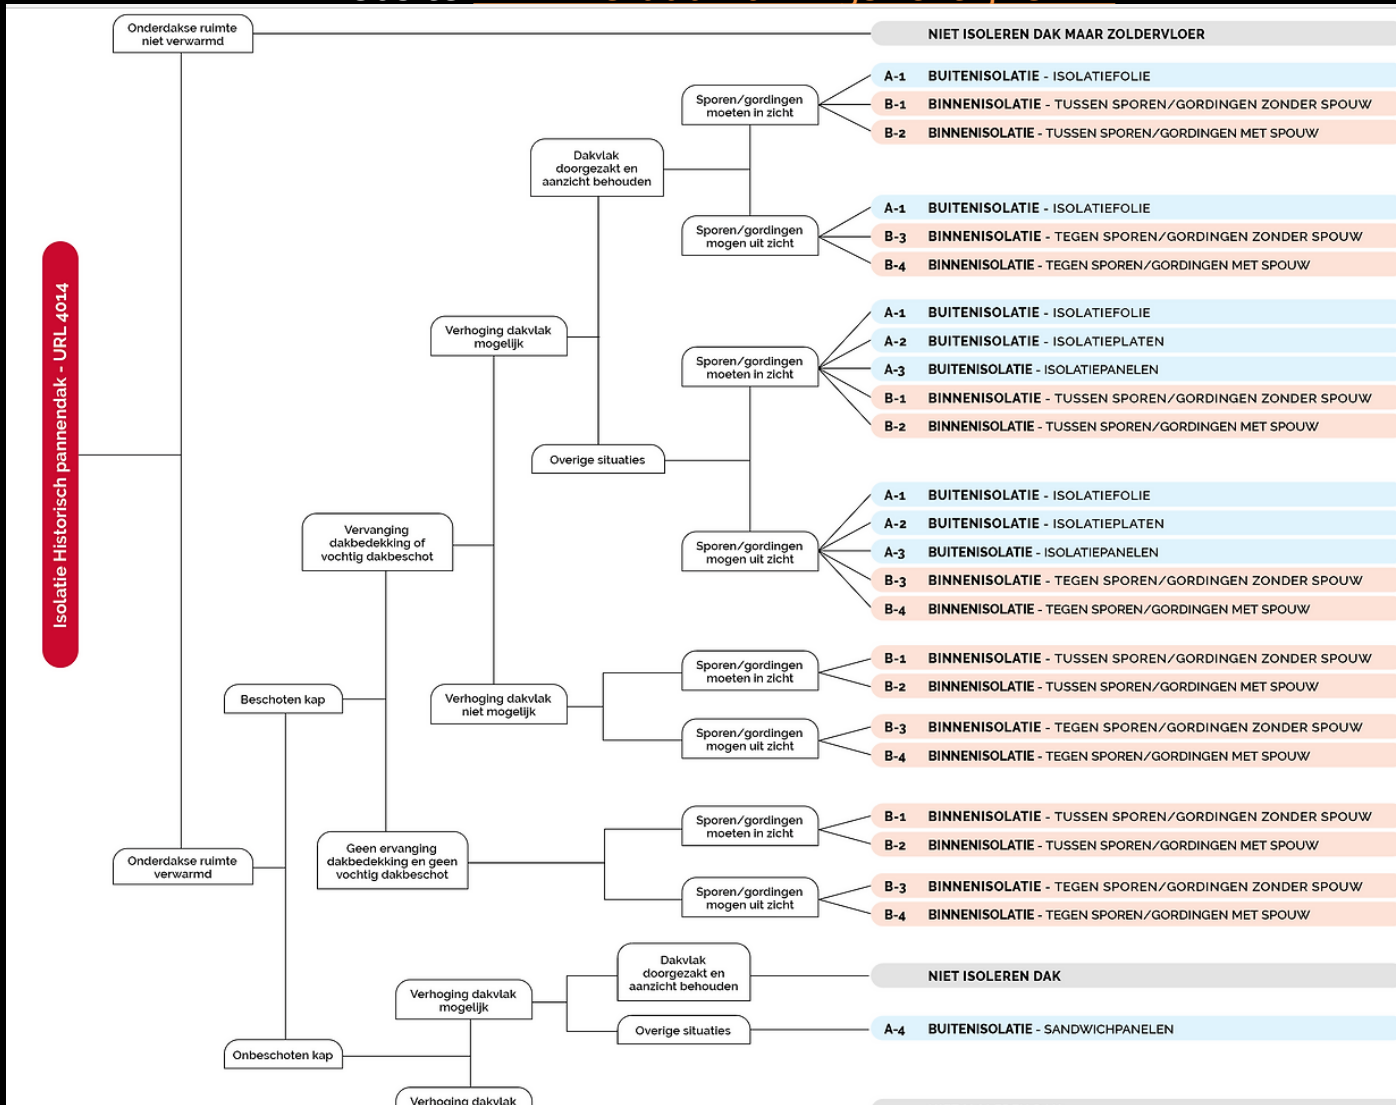 Isolatie Historisch pannendak - URL 4014
Onderdakse ruimte
niet verwarmd
NIET ISOLEREN DAK MAAR ZOLDERVLOER
Onderdakse ruimte
verwarmd
Beschoten kap
Vervanging
dakbedekking of
vochtig dakbeschot
Verhoging dakvlak
mogelijk
Dakvlak
doorgezakt en
aanzicht behouden
Sporen/gordingen
moeten in zicht
A-1 BUITENISOLATIE - ISOLATIEFOLIE
B-1 BINNENISOLATIE - TUSSEN SPOREN/GORDINGEN ZONDER SPOUW
B-2 BINNENISOLATIE - TUSSEN SPOREN/GORDINGEN MET SPOUW
Sporen/gordingen
mogen uit zicht
A-1 BUITENISOLATIE - ISOLATIEFOLIE
B-3 BINNENISOLATIE - TEGEN SPOREN/GORDINGEN ZONDER SPOUW
B-4 BINNENISOLATIE - TEGEN SPOREN/GORDINGEN MET SPOUW
Overige situaties
Sporen/gordingen
moeten in zicht
A-1 BUITENISOLATIE - ISOLATIEFOLIE
A-2 BUITENISOLATIE - ISOLATIEPLATEN
A-3 BUITENISOLATIE - ISOLATIEPANELEN
B-1 BINNENISOLATIE - TUSSEN SPOREN/GORDINGEN ZONDER SPOUW
B-2 BINNENISOLATIE - TUSSEN SPOREN/GORDINGEN MET SPOUW
Sporen/gordingen
mogen uit zicht
A-1 BUITENISOLATIE - ISOLATIEFOLIE
A-2 BUITENISOLATIE - ISOLATIEPLATEN
A-3 BUITENISOLATIE - ISOLATIEPANELEN
B-3 BINNENISOLATIE - TEGEN SPOREN/GORDINGEN ZONDER SPOUW
B-4 BINNENISOLATIE - TEGEN SPOREN/GORDINGEN MET SPOUW
Verhoging dakvlak
niet mogelijk
Sporen/gordingen
moeten in zicht
B-1 BINNENISOLATIE - TUSSEN SPOREN/GORDINGEN ZONDER SPOUW
B-2 BINNENISOLATIE - TUSSEN SPOREN/GORDINGEN MET SPOUW
Sporen/gordingen
mogen uit zicht
B-3 BINNENISOLATIE - TEGEN SPOREN/GORDINGEN ZONDER SPOUW
B-4 BINNENISOLATIE - TEGEN SPOREN/GORDINGEN MET SPOUW
Geen ervanging
dakbedekking en geen
vochtig dakbeschot
Sporen/gordingen
moeten in zicht
B-1 BINNENISOLATIE - TUSSEN SPOREN/GORDINGEN ZONDER SPOUW
B-2 BINNENISOLATIE - TUSSEN SPOREN/GORDINGEN MET SPOUW
Sporen/gordingen
mogen uit zicht
B-3 BINNENISOLATIE - TEGEN SPOREN/GORDINGEN ZONDER SPOUW
B-4 BINNENISOLATIE - TEGEN SPOREN/GORDINGEN MET SPOUW
Onbeschoten kap
Verhoging dakvlak
mogelijk
Dakvlak
doorgezakt en
aanzicht behouden
NIET ISOLEREN DAK
Overige situaties
A-4 BUITENISOLATIE - SANDWICHPANELEN
Verhoging dakvlak